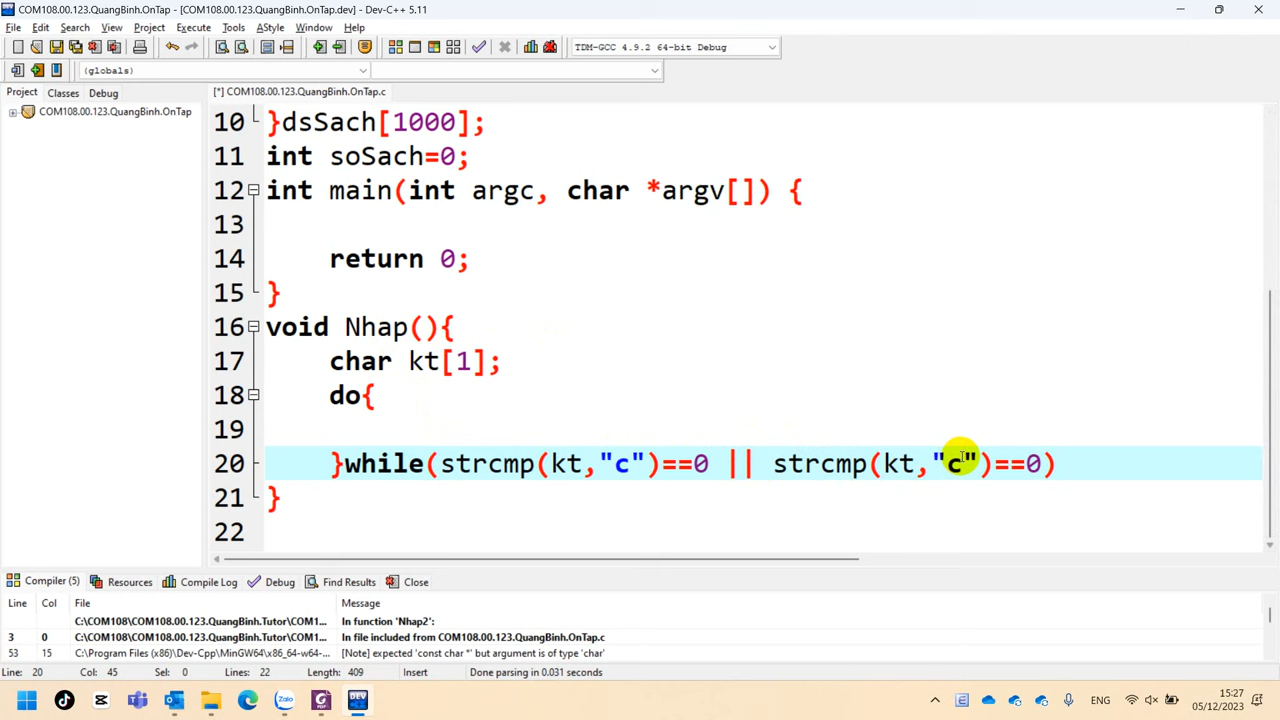 COM108.00.123.QuangBinh.OnTap - [COM108.00.123.QuangBinh.OnTap.dev] - Dev-C++ 5.11
File Edit Search View Project Execute Tools AStyle Window Help
TDM-GCC 4.9.2 64-bit Debug
(globals)
Project Classes Debug [*] COM108.00.123.QuangBinh.OnTap.c
COM108.00.123.QuangBinh.OnTap
10 }dsSach[1000];
11 int soSach=0;
12 int main(int argc, char *argv[]) {
13
14 return 0;
15 }
16 void Nhap(){
17 char kt[1];
18 do{
19
20 }while(strcmp(kt,"c")==0 || strcmp(kt,"c")==0)
21 }
22
Compiler (5) Resources Compile Log Debug Find Results Close
Line Col File Message
C:\COM108\COM108.00.123.QuangBinh.Tutor\COM1... In function 'Nhap2':
3 0 C:\COM108\COM108.00.123.QuangBinh.Tutor\COM1... In file included from COM108.00.123.QuangBinh.OnTap.c
53 15 C:\Program Files (x86)\Dev-Cpp\MinGW64\x86_64-w64-... [Note] expected 'const char *' but argument is of type 'char'
Line: 20 Col: 45 Sel: 0 Lines: 22 Length: 409 Insert Done parsing in 0.031 seconds
ENG 15:27
05/12/2023